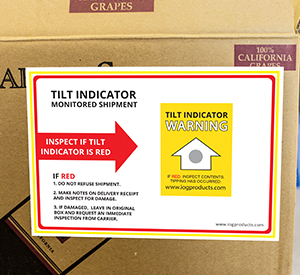 GRAPES
100%
CALIFORNIA
GRAPES
TILT INDICATOR
MONITORED SHIPMENT
INSPECT IF TILT
INDICATOR IS RED
IF RED
1. DO NOT REFUSE SHIPMENT.
2. MAKE NOTES ON DELIVERY RECEIPT
AND INSPECT FOR DAMAGE.
3. IF DAMAGED, LEAVE IN ORIGINAL
BOX AND REQUEST AN IMMEDIATE
INSPECTION FROM CARRIER.
TILT INDICATOR
WARNING
IF RED, INSPECT CONTENTS.
TIPPING HAS OCCURRED.
www.iogproducts.com
www.iogproducts.com